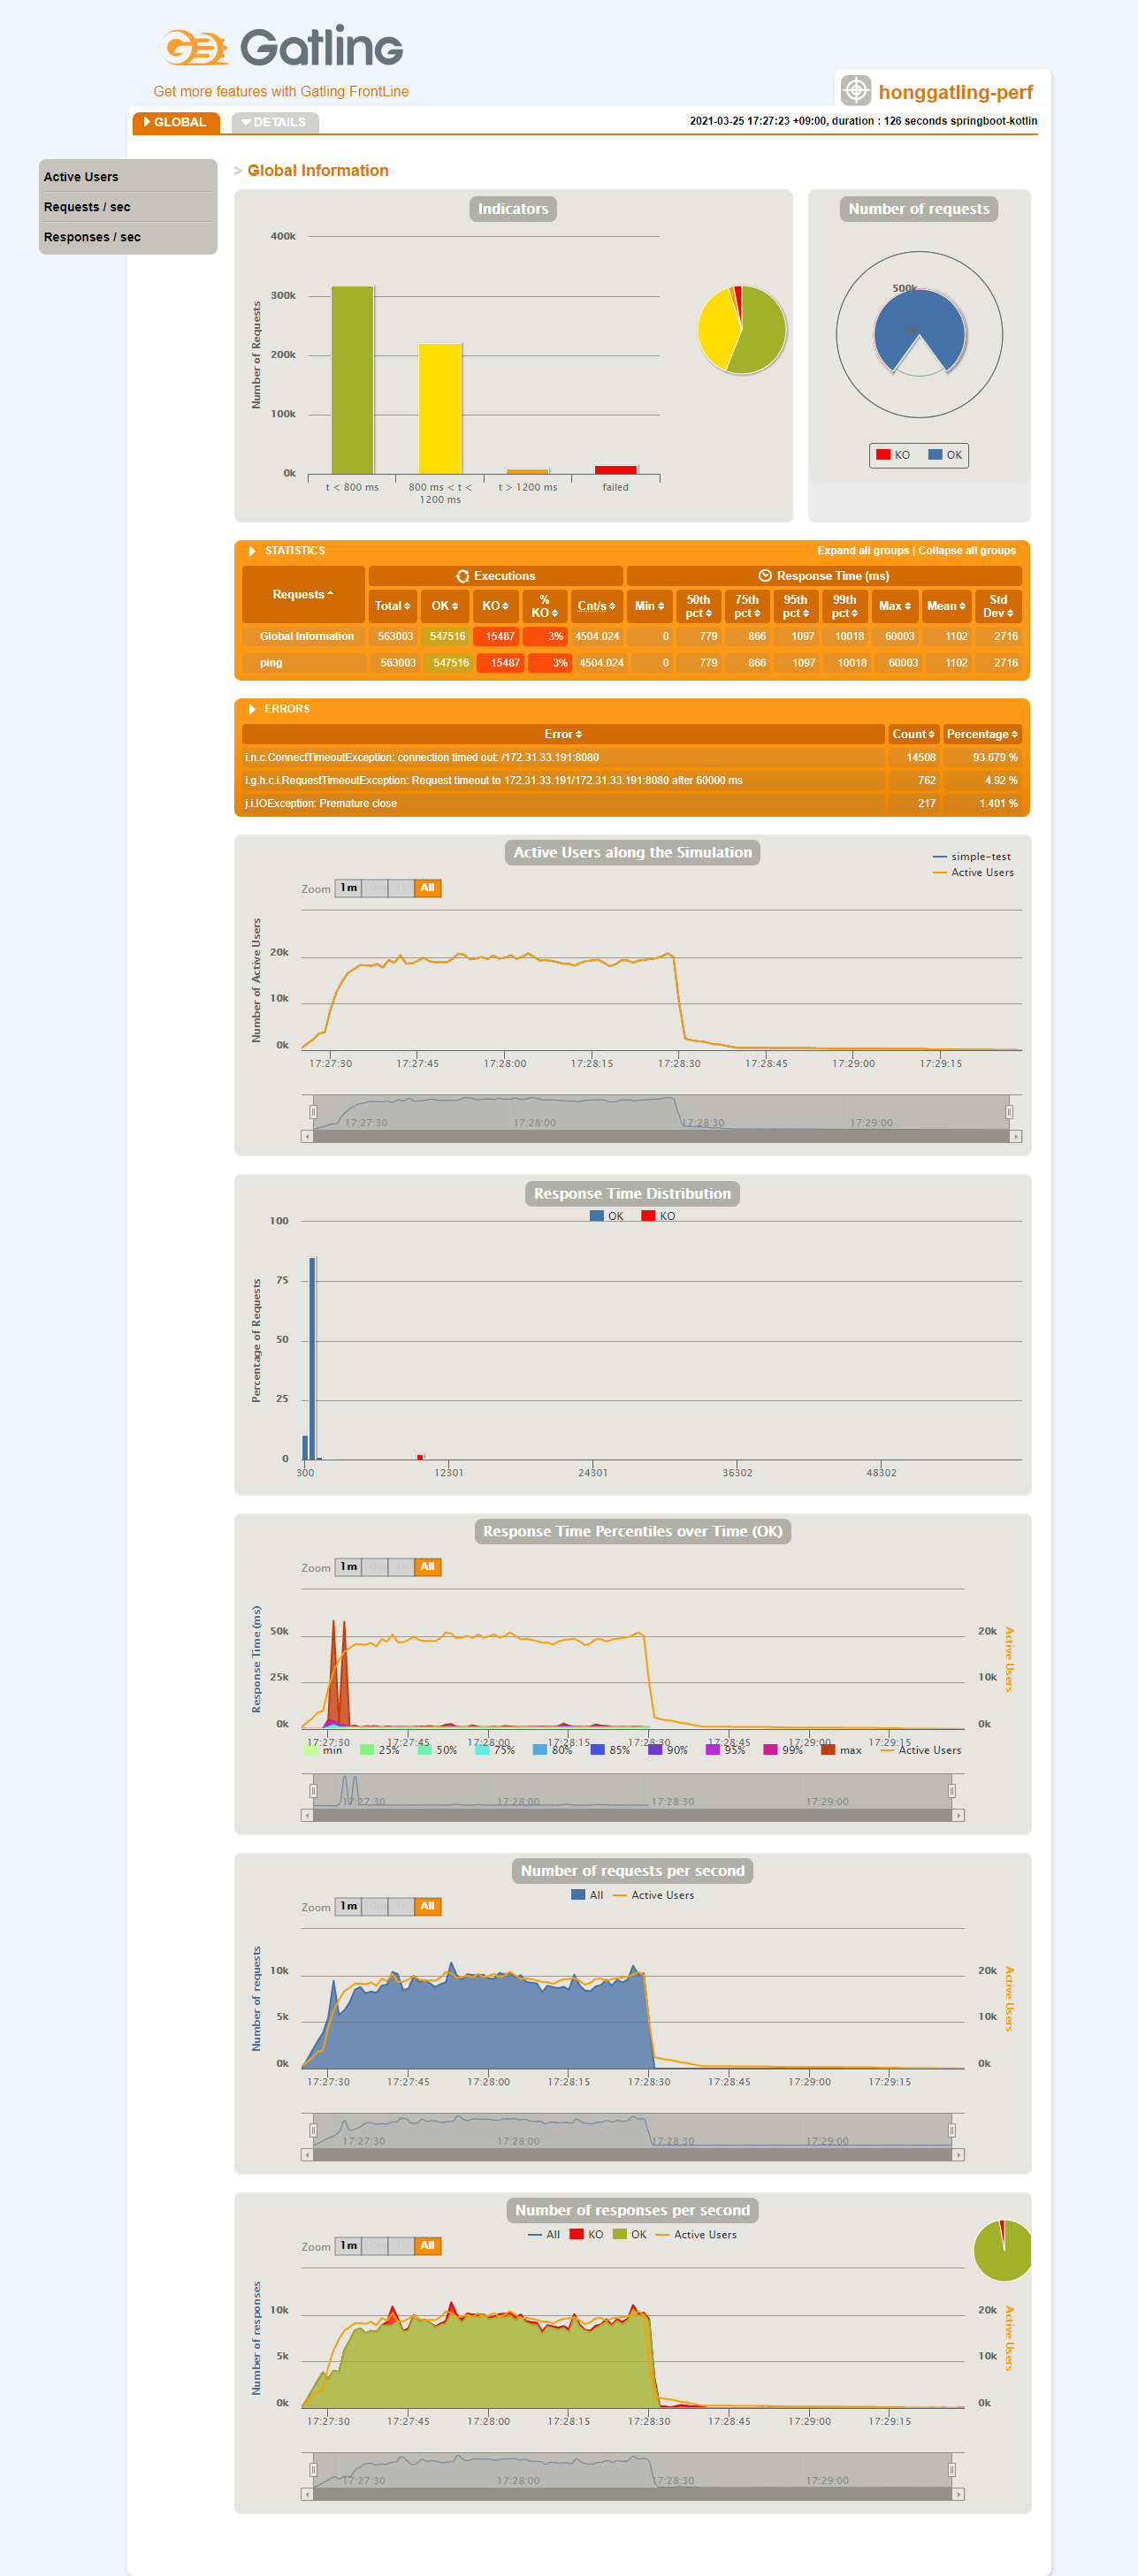 Gatling
Get more features with Gatling FrontLine
honggatling-perf
GLOBAL
DETAILS
2021-03-25 17:27:23 +09:00, duration : 126 seconds springboot-kotlin
Active Users
Requests / sec
Responses / sec
> Global Information
Indicators
Number of Requests
400k
300k
200k
100k
0k
t < 800 ms
800 ms < t <
1200 ms
t > 1200 ms
failed
Number of requests
500k
0k
KO OK
STATISTICS
Expand all groups | Collapse all groups
Requests Executions Response Time (ms)
Total OK KO % KO Cnt/s Min 50th pct 75th pct 95th pct 99th pct Max Mean Std Dev
Global Information 563003 547516 15487 3% 4504.024 0 779 866 1097 10018 60003 1102 2716
ping 563003 547516 15487 3% 4504.024 0 779 866 1097 10018 60003 1102 2716
ERRORS
Error Count Percentage
i.n.c.ConnectTimeoutException: connection timed out: /172.31.33.191:8080 14508 93.679 %
i.g.h.c.i.RequestTimeoutException: Request timeout to 172.31.33.191/172.31.33.191:8080 after 60000 ms 762 4.92 %
j.i.IOException: Premature close 217 1.401 %
Active Users along the Simulation
simple-test
Active Users
Zoom 1m All
Number of Active Users
20k
10k
0k
17:27:30 17:27:45 17:28:00 17:28:15 17:28:30 17:28:45 17:29:00 17:29:15
17:27:30 17:28:00 17:28:30 17:29:00
Response Time Distribution
OK KO
Percentage of Requests
100
75
50
25
0
300 12301 24301 36302 48302
Response Time Percentiles over Time (OK)
Zoom 1m All
Response Time (ms)
50k
25k
0k
Active Users
20k
10k
0k
17:27:30 17:27:45 17:28:00 17:28:15 17:28:30 17:28:45 17:29:00 17:29:15
min 25% 50% 75% 80% 85% 90% 95% 99% max Active Users
17:27:30 17:28:00 17:28:30 17:29:00
Number of requests per second
All Active Users
Zoom 1m All
Number of requests
10k
5k
0k
Active Users
20k
10k
0k
17:27:30 17:27:45 17:28:00 17:28:15 17:28:30 17:28:45 17:29:00 17:29:15
17:27:30 17:28:00 17:28:30 17:29:00
Number of responses per second
All KO OK Active Users
Zoom 1m All
Number of responses
10k
5k
0k
Active Users
20k
10k
0k
17:27:30 17:27:45 17:28:00 17:28:15 17:28:30 17:28:45 17:29:00 17:29:15
17:27:30 17:28:00 17:28:30 17:29:00